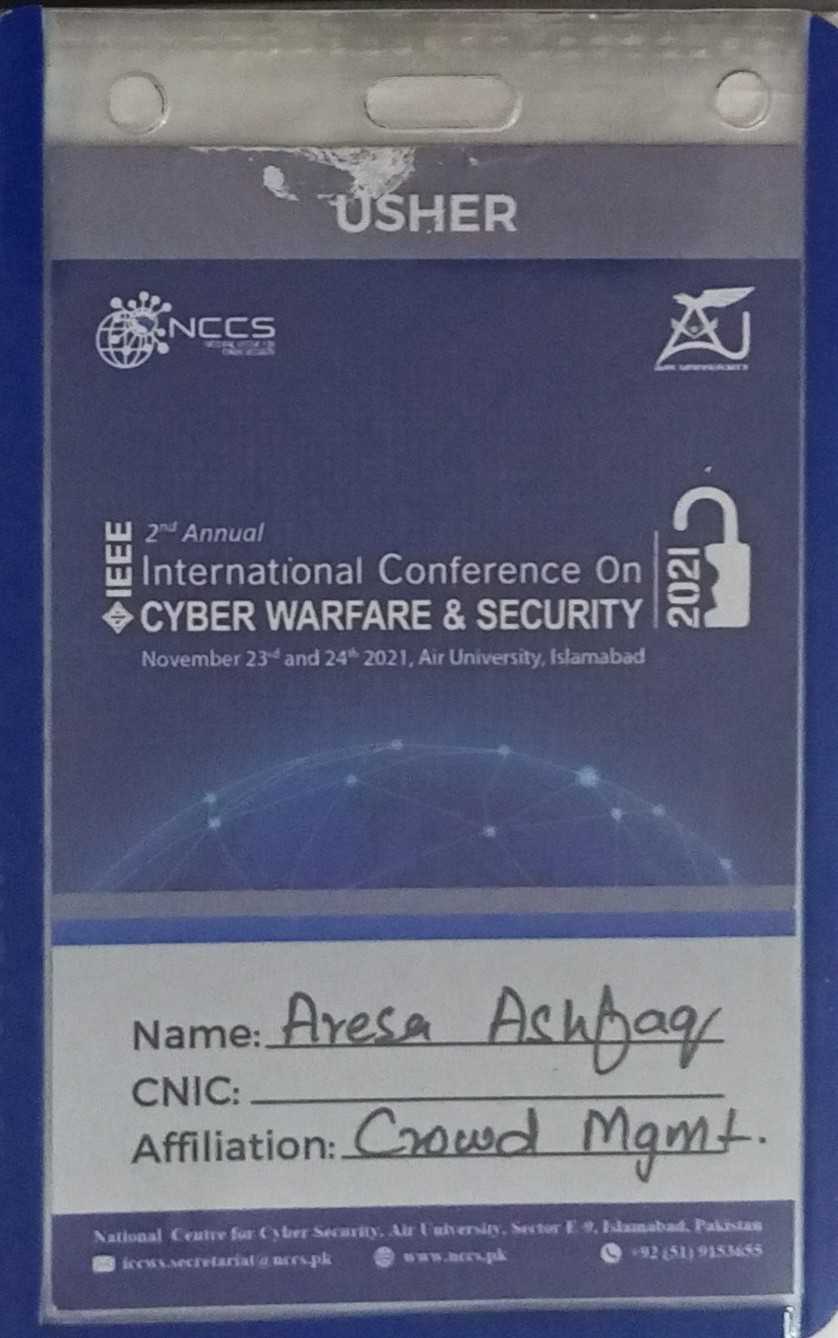 USHER
NCCS
AIR UNIVERSITY
IEEE
2nd Annual
International Conference On
CYBER WARFARE & SECURITY
2021
November 23rd and 24th 2021, Air University, Islamabad
Name: Aresa Ashfaq
CNIC:
Affiliation: Crowd Mgmt.
National Centre for Cyber Security, Air University, Sector E-9, Islamabad, Pakistan
iccws.secretariat@nccs.pk www.nccs.pk +92 (51) 9153655